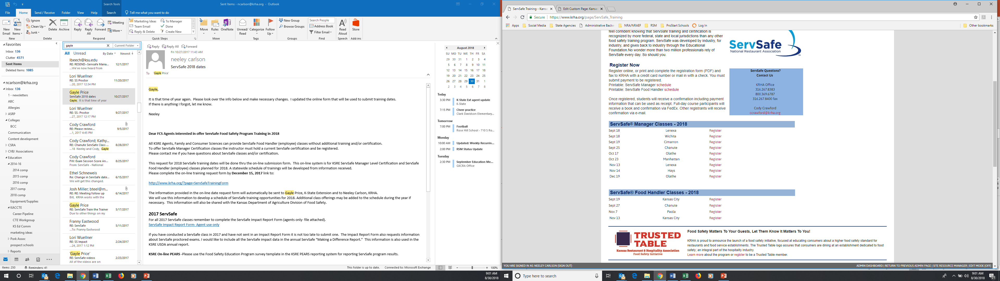 Search Tools
Sent Items - ncarlson@krha.org - Outlook
File Home Send / Receive Folder View Help Search Tell me what you want to do
New Email
New Items
Ignore
Clean Up
Junk
Delete
Archive
Reply
Reply All
Forward
Meeting
More
Marketing Ideas
Team Email
Reply & Delete
To Manager
Done
Create New
Move
Rules
OneNote
Unread/ Read
Categorize
Follow Up
New Group
Browse Groups
Search People
Address Book
Filter Email
Read Aloud
Store
New Delete Respond Quick Steps Move Tags Groups Find Speech Add-ins
Favorites
Inbox 136
Clutter 4571
Sent Items
Deleted Items 1085
ncarlson@krha.org
Inbox 136
1 - newsletters
ABC
Allergies
ASRP
Colleges
BCC
Communication
Content development
CSRA
CVB/ Associations
Education
2014-16
2014 comp
2015 comp
2016 comp
2017 comp
2018 comp
Equipment/Supplies
KACCTE
Career Pipeline
CTE Workgroup
KS Ed Comm
marketing ideas
Pork Assoc
prospect schools
Reports
gayle Current Folder
All Unread By Date Newest
lbeech@ksu.edu
RE: RESEND--Servsafe Mana... 12/1/2017
...We've now heard from
Lori Wuellner
RE: SS Proctor 11/20/2017
...20, 2017 12:34 PM
Gayle Price
ServSafe 2018 dates 10/27/2017
Gayle, It is that time of year
Lori Wuellner
RE: SS- Proctor 9/27/2017
...27, 2017 12:17 PM
Cody Crawford
RE: Please review... 9/5/2017
...1, 2017 4:45 PM
Cody Crawford; Kathy...
RE: Chanute ServSafe Class ... 8/28/2017
...18 Neeley and Cody, Gayle
Cody Crawford
FW: Exam Session Score An... 8/25/2017
From: ServSafe - National
Ethel Schneweis
Re: Change in ServSafe date... 6/15/2017
We will get this changed.
Josh Miller; bteel@m...
RE: RE: Meeting follow up 6/14/2017
Bill, KRHA works with the
Gayle Price
RE: ServSafe Train the Trainer 5/17/2017
Due to other things on my
Franny Eastwood
RE: ServSafe 5/11/2017
...To: Franny Eastwood
Lori Wuellner
RE: SS Impact 2/24/2017
...24, 2017 1:12 PM
'Gayle Price'
RE: ServSafe videos 2/23/2017
All of the videos are on
Reply Reply All Forward
Fri 10/27/2017 11:43 AM
neeley carlson
ServSafe 2018 dates
To 'Gayle Price'
Gayle,
It is that time of year again. Please look over the info below and make necessary changes. I updated the online form that will be used to submit training dates.
If there is anything I forgot, let me know.
Neeley
Dear FCS Agents Interested in offer ServSafe Food Safety Program Training in 2018
All KSRE Agents, Family and Consumer Sciences can provide ServSafe Food Handler (employee) classes without additional training and/or certification.
To offer ServSafe Manager Certification classes the instructor must hold a current ServSafe certification and be registered.
Please contact me if you have questions about ServSafe classes and/or certification.
This request for 2018 ServSafe training dates will be done thru the on-line submission form. This on-line system is for KSRE ServSafe Manager Level Certification and ServSafe
Food Handler (employee) classes planned for 2018. A statewide schedule of trainings will be developed from information received.
Please complete the on-line training request form by December 15, 2017 link to:
http://www.krha.org/?page=ServSafeTrainingForm
The information provided in the on-line date request form will automatically be sent to Gayle Price, K-State Extension and to Neeley Carlson, KRHA.
We will use this information to develop a schedule of ServSafe training opportunities for 2018. Additional class offerings may be added to the schedule during the year if
necessary. This information will also be shared with the Kansas Department of Agriculture Division of Food Safety.
2017 ServSafe
For all 2017 ServSafe classes remember to complete the ServSafe Impact Report Form (agents only- file attached).
ServSafe Impact Report Form- Agent use only
If you have conducted a ServSafe class in 2017 and have not sent in an Impact Report Form it is not too late to submit one. The Impact Report Form also requests information
about ServSafe proctored exams. I would like to include all the ServSafe impact data in the annual ServSafe "Making a Difference Report." This information is also used in the
KSRE USDA annual report.
KSRE On-line PEARS -Please use the Food Safety Education Program survey template in the KSRE PEARS reporting system for reporting ServSafe program results.
August 2018
SU MO TU WE TH FR SA
29 30 31 1 2 3 4
5 6 7 8 9 10 11
12 13 14 15 16 17 18
19 20 21 22 23 24 25
26 27 28 29 30 31 1
2 3 4 5 6 7 8
Today
3:30 PM K-State Ext agent update
K-State
7:15 PM Cheer practice
Clark Davidson Elementary...
Tomorrow
7:00 PM Football
Rose Hill School - 710 S Ro...
Monday
10:00 AM Updated: Weekly Recurrin...
2:00 PM RSM Status Update
Tuesday
2:30 PM September Education Me...
GKCRA Office
Items: 250 Reminders: 41 This folder is up to date. Connected to: Microsoft Exchange 100%
9:01 AM
8/30/2018
ServSafe Training - Kansa Edit Custom Page: Kansa
Secure https://www.krha.org/page/ServSafe_Training
Apps Social Media State Agencies Administrative Backe NRA/NRAEF RSM ProStart Schools Log In Other bookmarks
feel confident knowing that ServSafe training and certification is
recognized by more federal, state and local jurisdictions than any other
food safety training program. ServSafe was developed by industry, for
industry, and gives back to industry through the Educational
Foundation.No wonder more than two million professionals rely of
ServSafe every day. So should you.
ServSafe
National Restaurant Association
TM
Register Now
Register online, or print and complete the registration form (PDF) and
fax to KRHA with a credit card number or mail in with a check. You must
submit payment to be registered.
Printable: ServSafe Manager schedule
Printable: ServSafe Food Handler schedule
Once registered, students will receive a confirmation including payment
information that can be used as receipt. Full-day course participants will
receive a book and confirmation via FedEx. Other registrants will receive
confirmation via e-mail.
ServSafe Questions?
Contact Us
KRHA Office
316.267.8383
800.369.6787
316.267.8400 fax
Cody Crawford
ccrawford@krha.org
ServSafe® Manager Classes - 2018
Sept 18 Lenexa Register
Sept 18 Wichita Register
Sept 19 Cimarron Register
Sept 25 Chanute Register
Oct 17 Olathe Register
Oct 23 Manhattan Register
Nov 13 Lenexa Register
Nov 14 Hays Register
Dec 19 Olathe Register
ServSafe® Food Handler Classes - 2018
Sept 19 Kansas City Register
Sept 27 Chanute Register
Nov 7 Paola Register
Nov 13 Kansas City Register
TRUSTED TABLE
Kansas Restaurant & Hospitality Association
Food Safety Initiative
Food Safety Matters To Your Guests, Let Them Know It Matters To You!
KRHA is proud to announce the launch of a food safety initiative, focused at educating consumers about a higher food safety standard for
restaurants and food service establishments. The Trusted Table logo assures that consumers are dining at an establishment dedicated to food
safety; an integral part of the hospitality industry.
Learn more about the program or register to be a Trusted Table member.
YOU ARE SIGNED IN AS: NEELEY CARLSON (SIGN OUT) ADMIN DASHBOARD | RETURN TO PREVIOUS ADMIN PAGE | SITE RESOURCE MANAGER | EDIT MODE [OFF]
Type here to search
9:01 AM
8/30/2018
21